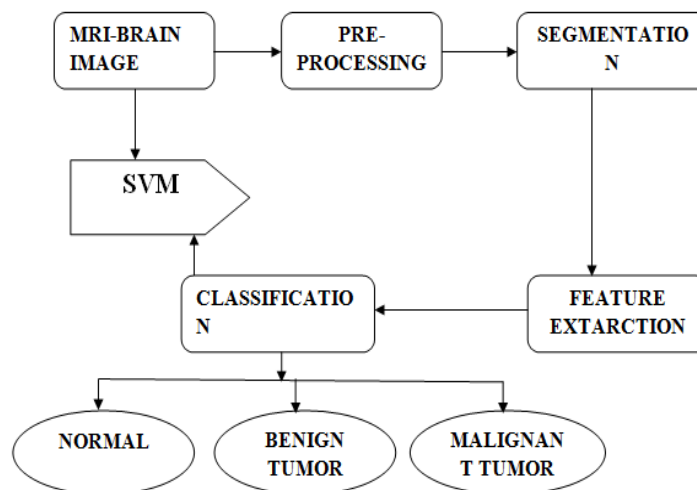 MRI-BRAIN
IMAGE
PRE-
PROCESSING
SEGMENTATIO
N
SVM
CLASSIFICATIO
N
FEATURE
EXTARCTION
NORMAL
BENIGN
TUMOR
MALIGNAN
T TUMOR